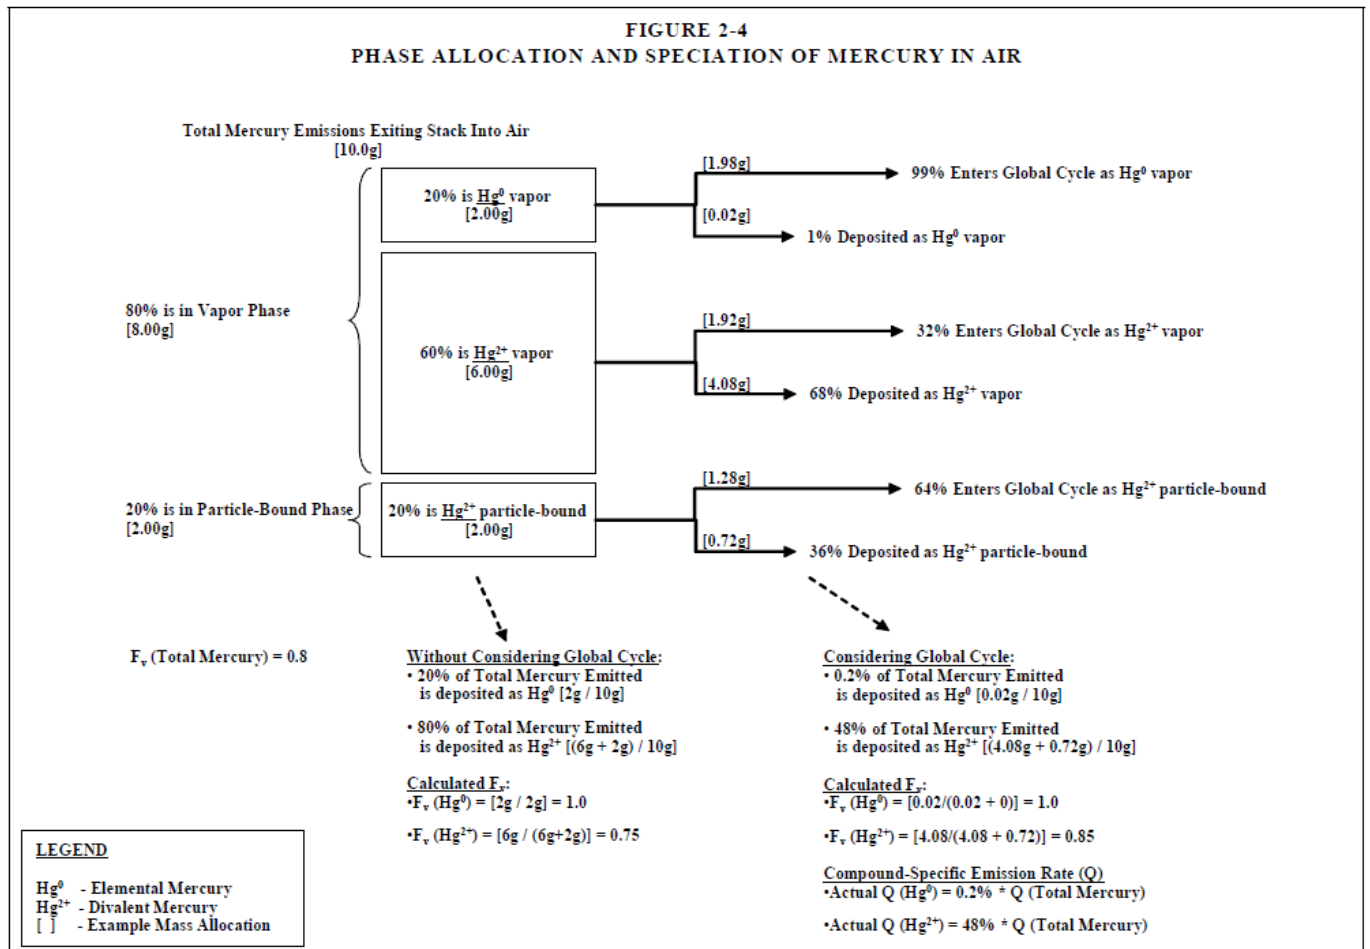 FIGURE 2-4
PHASE ALLOCATION AND SPECIATION OF MERCURY IN AIR
Total Mercury Emissions Exiting Stack Into Air
[10.0g]
80% is in Vapor Phase
[8.00g]
20% is Hg⁰ vapor
[2.00g]
[1.98g]
99% Enters Global Cycle as Hg⁰ vapor
[0.02g]
1% Deposited as Hg⁰ vapor
60% is Hg²⁺ vapor
[6.00g]
[1.92g]
32% Enters Global Cycle as Hg²⁺ vapor
[4.08g]
68% Deposited as Hg²⁺ vapor
20% is in Particle-Bound Phase
[2.00g]
20% is Hg²⁺ particle-bound
[2.00g]
[1.28g]
64% Enters Global Cycle as Hg²⁺ particle-bound
[0.72g]
36% Deposited as Hg²⁺ particle-bound
Fᵥ (Total Mercury) = 0.8
Without Considering Global Cycle:
• 20% of Total Mercury Emitted
is deposited as Hg⁰ [2g / 10g]
• 80% of Total Mercury Emitted
is deposited as Hg²⁺ [(6g + 2g) / 10g]
Calculated Fᵥ:
•Fᵥ (Hg⁰) = [2g / 2g] = 1.0
•Fᵥ (Hg²⁺) = [6g / (6g+2g)] = 0.75
Considering Global Cycle:
• 0.2% of Total Mercury Emitted
is deposited as Hg⁰ [0.02g / 10g]
• 48% of Total Mercury Emitted
is deposited as Hg²⁺ [(4.08g + 0.72g) / 10g]
Calculated Fᵥ:
•Fᵥ (Hg⁰) = [0.02/(0.02 + 0)] = 1.0
•Fᵥ (Hg²⁺) = [4.08/(4.08 + 0.72)] = 0.85
Compound-Specific Emission Rate (Q)
•Actual Q (Hg⁰) = 0.2% * Q (Total Mercury)
•Actual Q (Hg²⁺) = 48% * Q (Total Mercury)
LEGEND
Hg⁰ - Elemental Mercury
Hg²⁺ - Divalent Mercury
[ ] - Example Mass Allocation